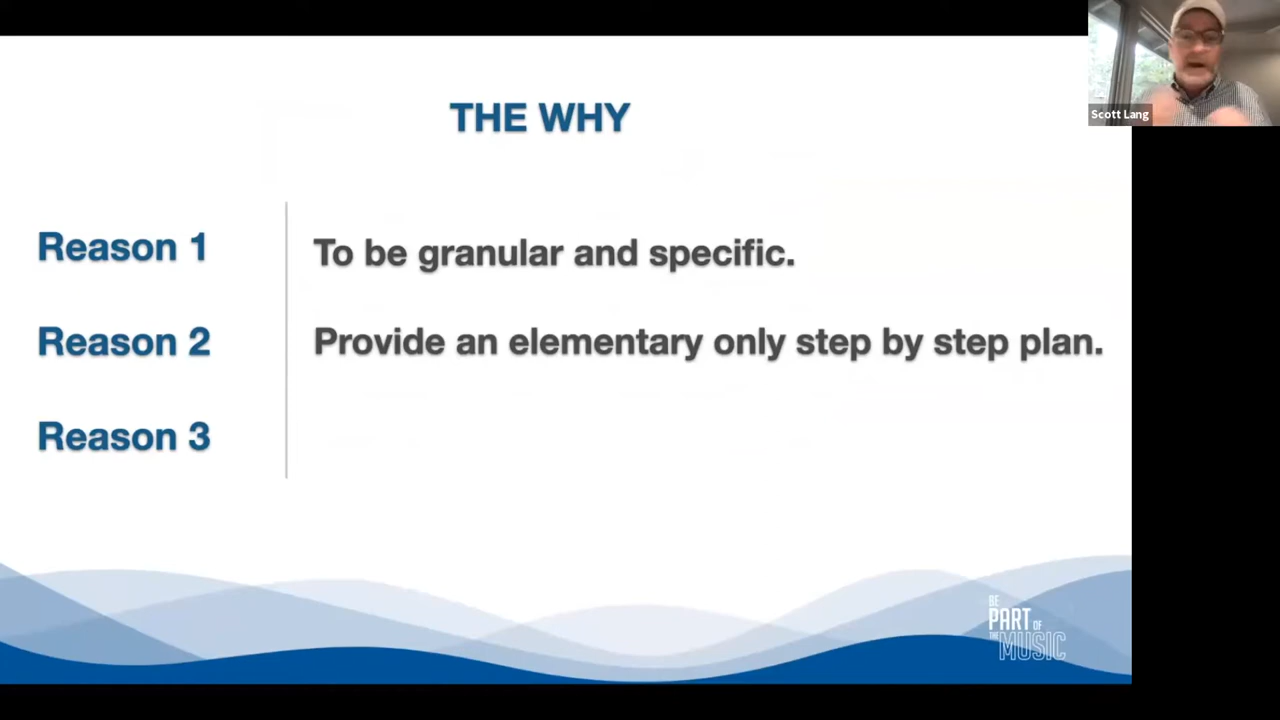 Scott Lang
THE WHY
Reason 1
To be granular and specific.
Reason 2
Provide an elementary only step by step plan.
Reason 3
BE
PART OF
THE MUSIC